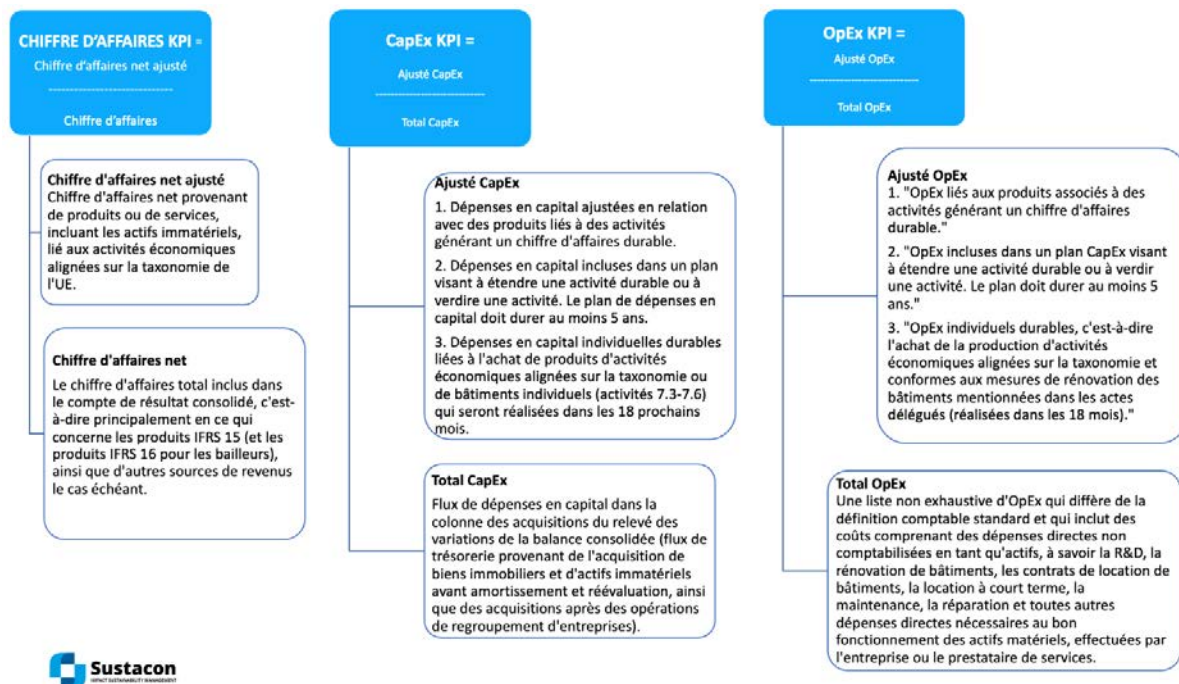 CHIFFRE D'AFFAIRES KPI =
Chiffre d'affaires net ajusté
------------------------------
Chiffre d'affaires
Chiffre d'affaires net ajusté
Chiffre d'affaires net provenant
de produits ou de services,
incluant les actifs immatériels,
lié aux activités économiques
alignées sur la taxonomie de
l'UE.
Chiffre d'affaires net
Le chiffre d'affaires total inclus dans
le compte de résultat consolidé, c'est-
à-dire principalement en ce qui
concerne les produits IFRS 15 (et les
produits IFRS 16 pour les bailleurs),
ainsi que d'autres sources de revenus
le cas échéant.
CapEx KPI =
Ajusté CapEx
--------------------------
Total CapEx
Ajusté CapEx
1. Dépenses en capital ajustées en relation
avec des produits liés à des activités
générant un chiffre d'affaires durable.
2. Dépenses en capital incluses dans un plan
visant à étendre une activité durable ou à
verdire une activité. Le plan de dépenses en
capital doit durer au moins 5 ans.
3. Dépenses en capital individuelles durables
liées à l'achat de produits d'activités
économiques alignées sur la taxonomie ou
de bâtiments individuels (activités 7.3-7.6)
qui seront réalisées dans les 18 prochains
mois.
Total CapEx
Flux de dépenses en capital dans la
colonne des acquisitions du relevé des
variations de la balance consolidée (flux de
trésorerie provenant de l'acquisition de
biens immobiliers et d'actifs immatériels
avant amortissement et réévaluation, ainsi
que des acquisitions après des opérations
de regroupement d'entreprises).
OpEx KPI =
Ajusté OpEx
--------------------------
Total OpEx
Ajusté OpEx
1. "OpEx liés aux produits associés à des
activités générant un chiffre d'affaires
durable."
2. "OpEx incluses dans un plan CapEx visant
à étendre une activité durable ou à verdir
une activité. Le plan doit durer au moins 5
ans."
3. "OpEx individuels durables, c'est-à-dire
l'achat de la production d'activités
économiques alignées sur la taxonomie et
conformes aux mesures de rénovation des
bâtiments mentionnées dans les actes
délégués (réalisées dans les 18 mois)."
Total OpEx
Une liste non exhaustive d'OpEx qui diffère de la
définition comptable standard et qui inclut des
coûts comprenant des dépenses directes non
comptabilisées en tant qu'actifs, à savoir la R&D, la
rénovation de bâtiments, les contrats de location de
bâtiments, la location à court terme, la
maintenance, la réparation et toutes autres
dépenses directes nécessaires au bon
fonctionnement des actifs matériels, effectuées par
l'entreprise ou le prestataire de services.
Sustacon
IMPACT SUSTAINABILITY MANAGEMENT